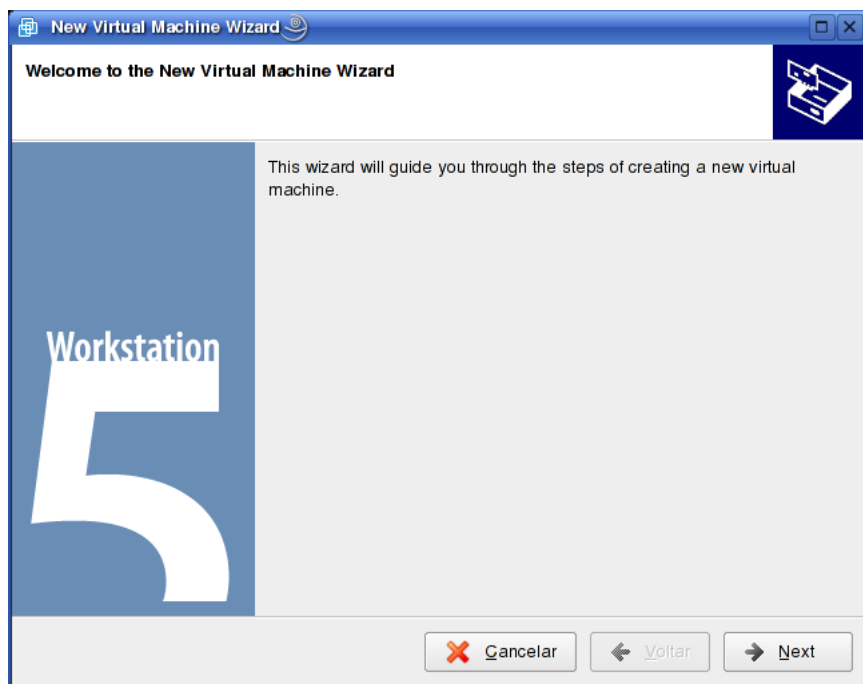 New Virtual Machine Wizard
Welcome to the New Virtual Machine Wizard
This wizard will guide you through the steps of creating a new virtual
machine.
Workstation
5
Cancelar
Voltar
Next